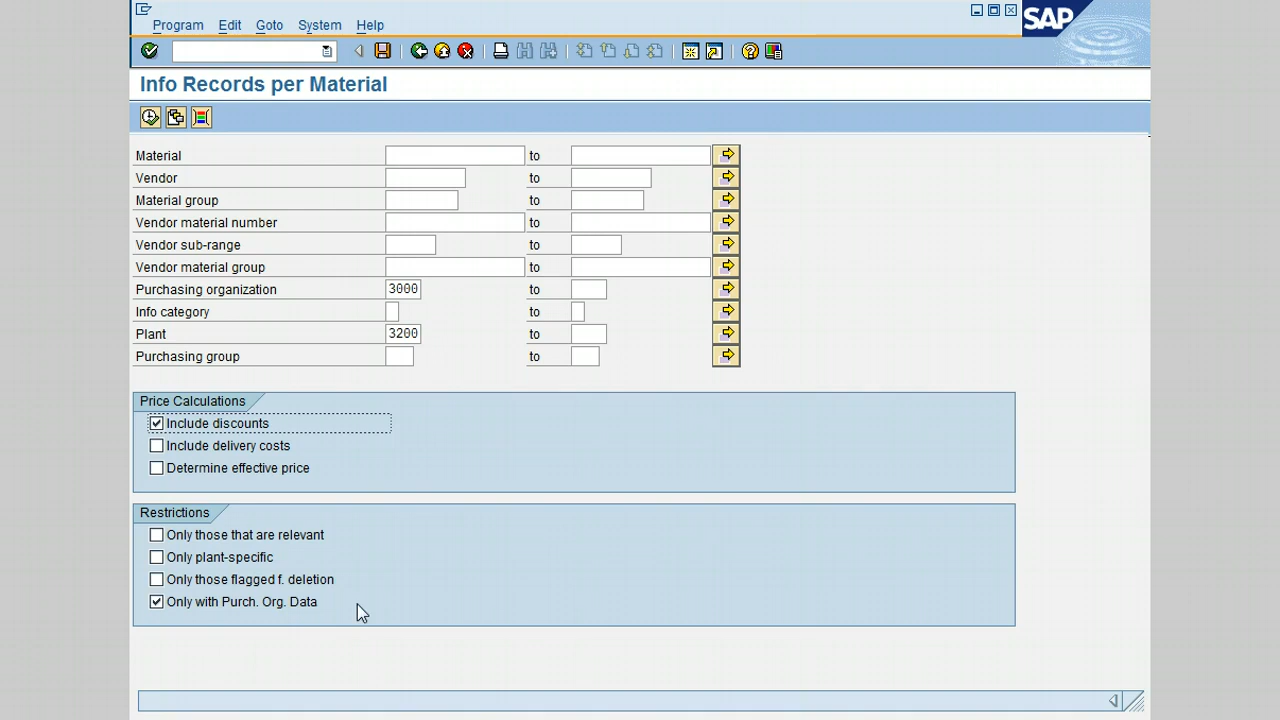 Program Edit Goto System Help
SAP
Info Records per Material
Material to
Vendor to
Material group to
Vendor material number to
Vendor sub-range to
Vendor material group to
Purchasing organization 3000 to
Info category to
Plant 3200 to
Purchasing group to
Price Calculations
Include discounts
Include delivery costs
Determine effective price
Restrictions
Only those that are relevant
Only plant-specific
Only those flagged f. deletion
Only with Purch. Org. Data